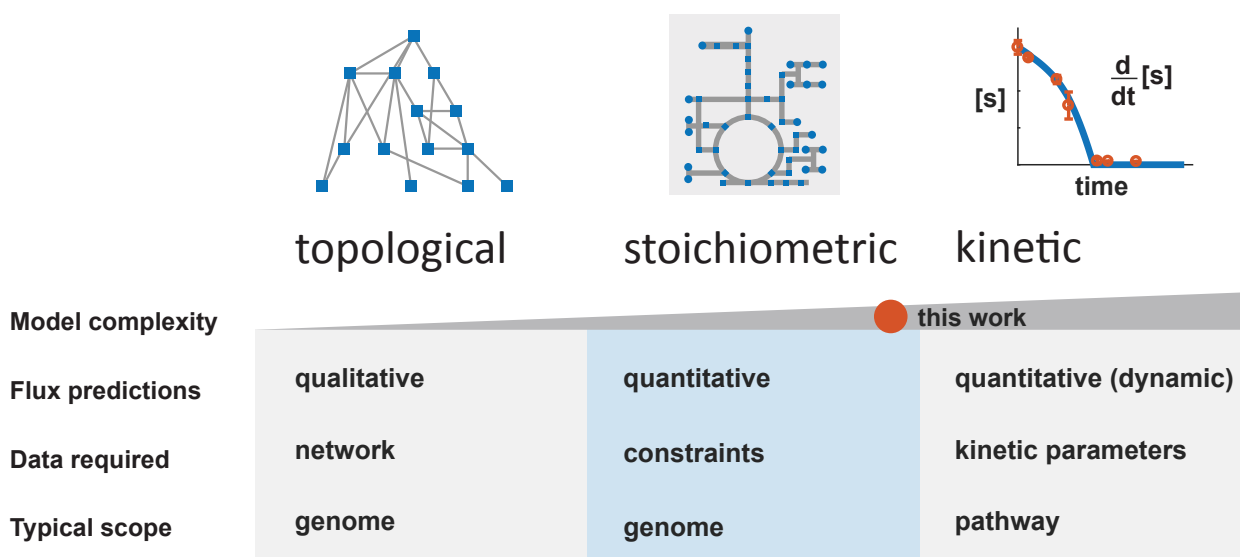 [s]
d
dt
[s]
time
topological
stoichiometric
kinetic
Model complexity
this work
Flux predictions
qualitative
quantitative
quantitative (dynamic)
Data required
network
constraints
kinetic parameters
Typical scope
genome
genome
pathway